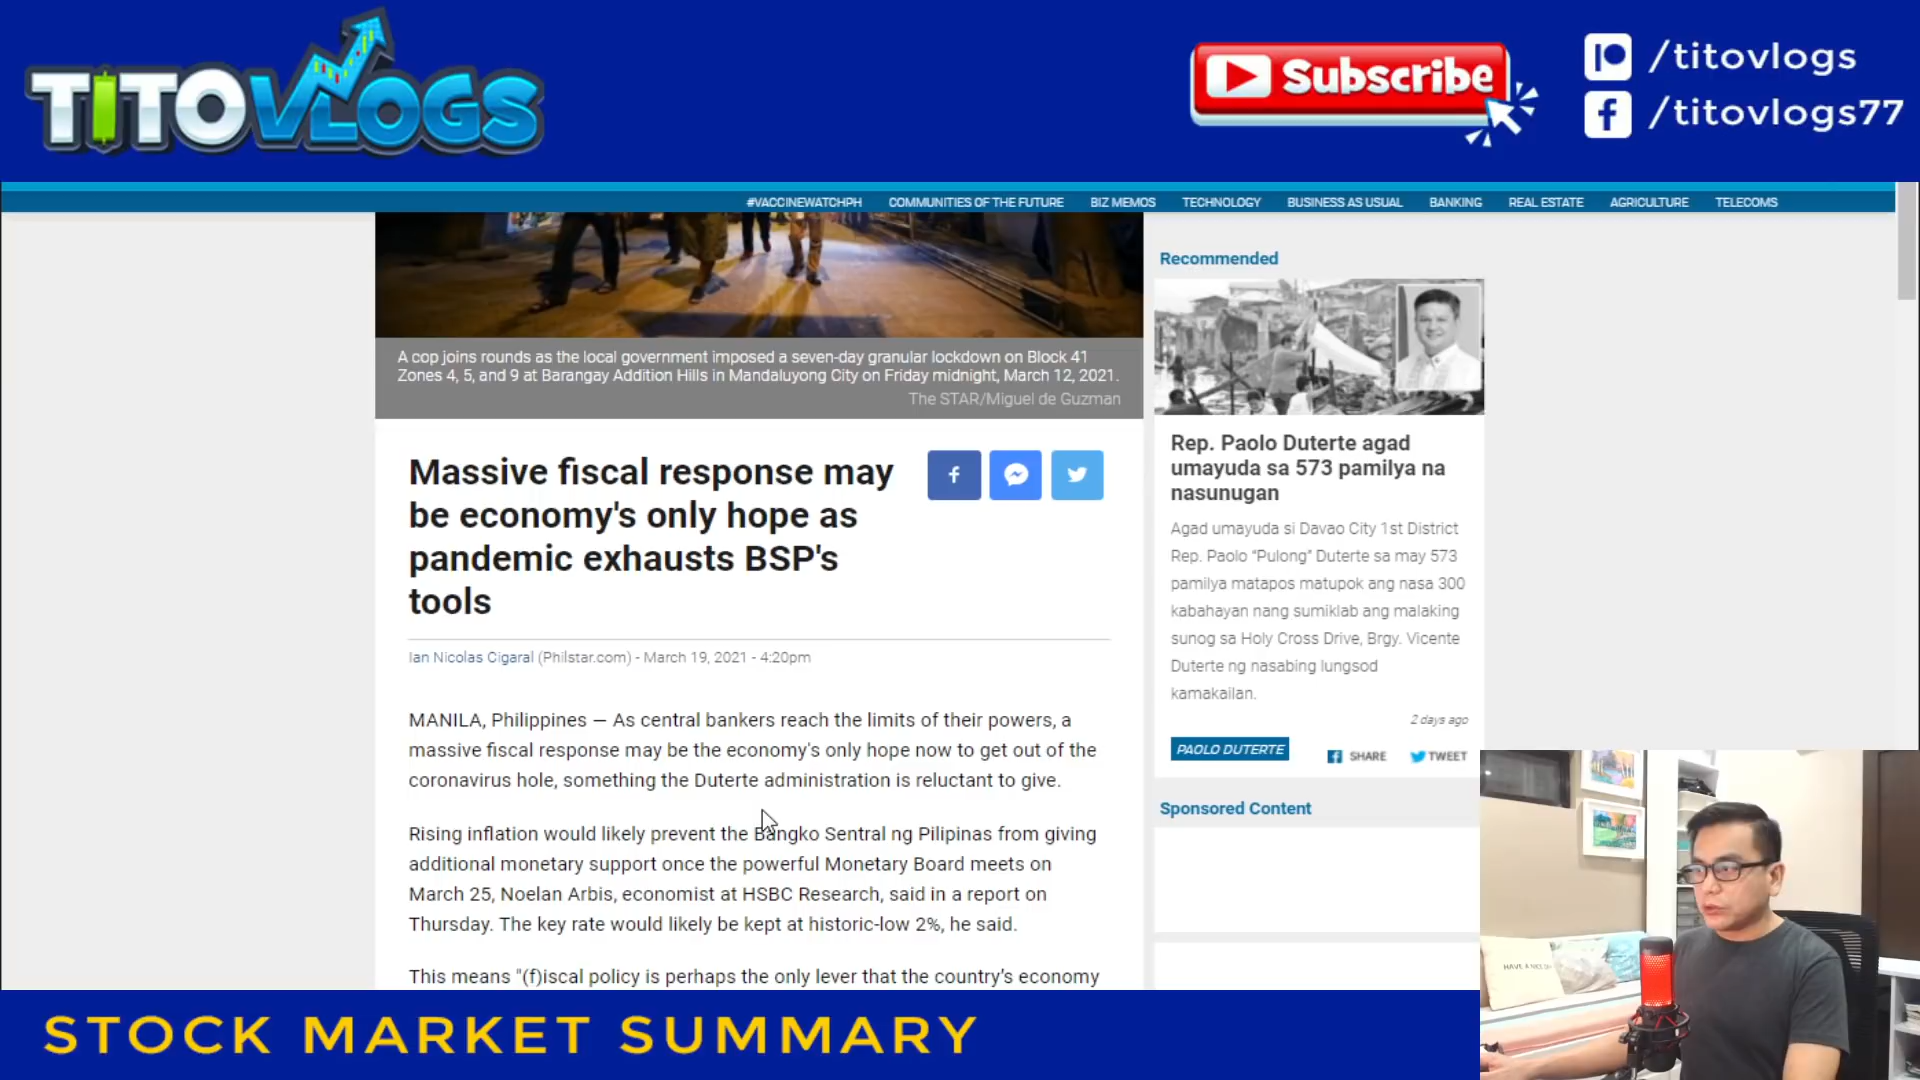 TITOVLOGS
Subscribe
/titovlogs
/titovlogs77
#VACCINEWATCHPH COMMUNITIES OF THE FUTURE BIZ MEMOS TECHNOLOGY BUSINESS AS USUAL BANKING REAL ESTATE AGRICULTURE TELECOMS
A cop joins rounds as the local government imposed a seven-day granular lockdown on Block 41
Zones 4, 5, and 9 at Barangay Addition Hills in Mandaluyong City on Friday midnight, March 12, 2021.
The STAR/Miguel de Guzman
Massive fiscal response may
be economy's only hope as
pandemic exhausts BSP's
tools
Ian Nicolas Cigaral (Philstar.com) - March 19, 2021 - 4:20pm
MANILA, Philippines — As central bankers reach the limits of their powers, a
massive fiscal response may be the economy's only hope now to get out of the
coronavirus hole, something the Duterte administration is reluctant to give.
Rising inflation would likely prevent the Bangko Sentral ng Pilipinas from giving
additional monetary support once the powerful Monetary Board meets on
March 25, Noelan Arbis, economist at HSBC Research, said in a report on
Thursday. The key rate would likely be kept at historic-low 2%, he said.
This means "(f)iscal policy is perhaps the only lever that the country's economy
Recommended
Rep. Paolo Duterte agad
umayuda sa 573 pamilya na
nasunugan
Agad umayuda si Davao City 1st District
Rep. Paolo “Pulong” Duterte sa may 573
pamilya matapos matupok ang nasa 300
kabahayan nang sumiklab ang malaking
sunog sa Holy Cross Drive, Brgy. Vicente
Duterte ng nasabing lungsod
kamakailan.
2 days ago
PAOLO DUTERTE SHARE TWEET
Sponsored Content
HAVE A NICE
STOCK MARKET SUMMARY